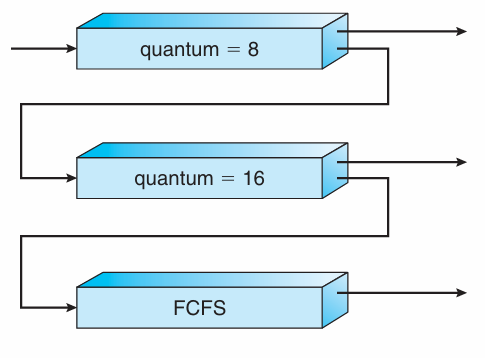 quantum = 8
quantum = 16
FCFS